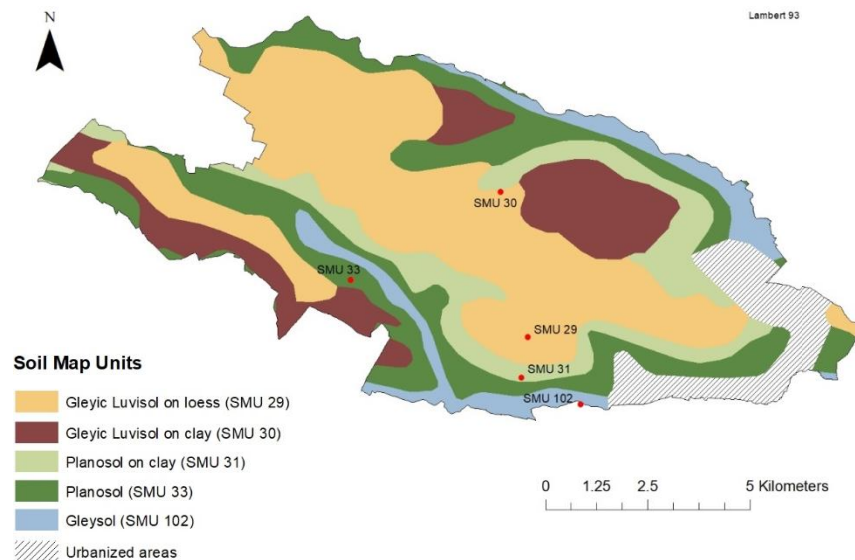 N
Lambert 93
SMU 30
SMU 33
SMU 29
SMU 31
SMU 102
Soil Map Units
Gleyic Luvisol on loess (SMU 29)
Gleyic Luvisol on clay (SMU 30)
Planosol on clay (SMU 31)
Planosol (SMU 33)
Gleysol (SMU 102)
Urbanized areas
0 1.25 2.5 5 Kilometers